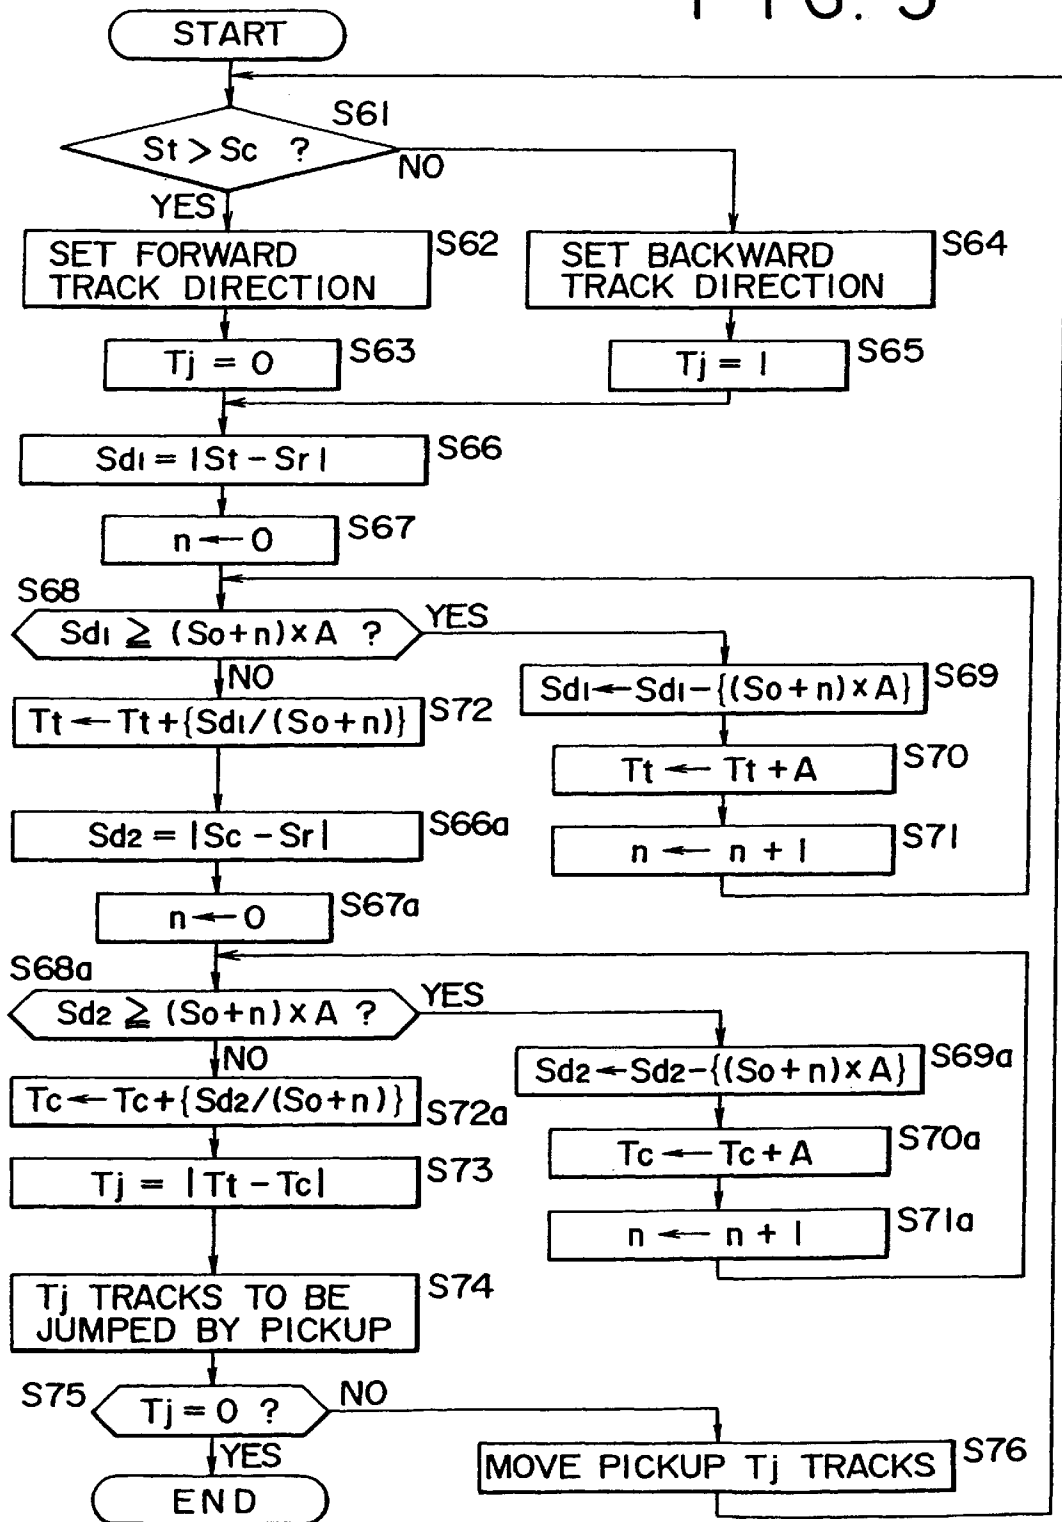 FIG. 5
START
S61
St > Sc ?
NO
YES
SET FORWARD
TRACK DIRECTION
S62
SET BACKWARD
TRACK DIRECTION
S64
Tj = 0
S63
Tj = 1
S65
Sd1 = |St - Sr|
S66
n ← 0
S67
S68
Sd1 ≧ (So+n)×A ?
YES
NO
Sd1 ← Sd1 - {(So+n)×A}
S69
Tt ← Tt + {Sd1/(So+n)}
S72
Tt ← Tt + A
S70
Sd2 = |Sc - Sr|
S66a
n ← n + 1
S71
n ← 0
S67a
S68a
Sd2 ≧ (So+n)×A ?
YES
NO
Sd2 ← Sd2 - {(So+n)×A}
S69a
Tc ← Tc + {Sd2/(So+n)}
S72a
Tc ← Tc + A
S70a
Tj = |Tt - Tc|
S73
n ← n + 1
S71a
Tj TRACKS TO BE
JUMPED BY PICKUP
S74
S75
Tj = 0 ?
NO
YES
MOVE PICKUP Tj TRACKS
S76
END